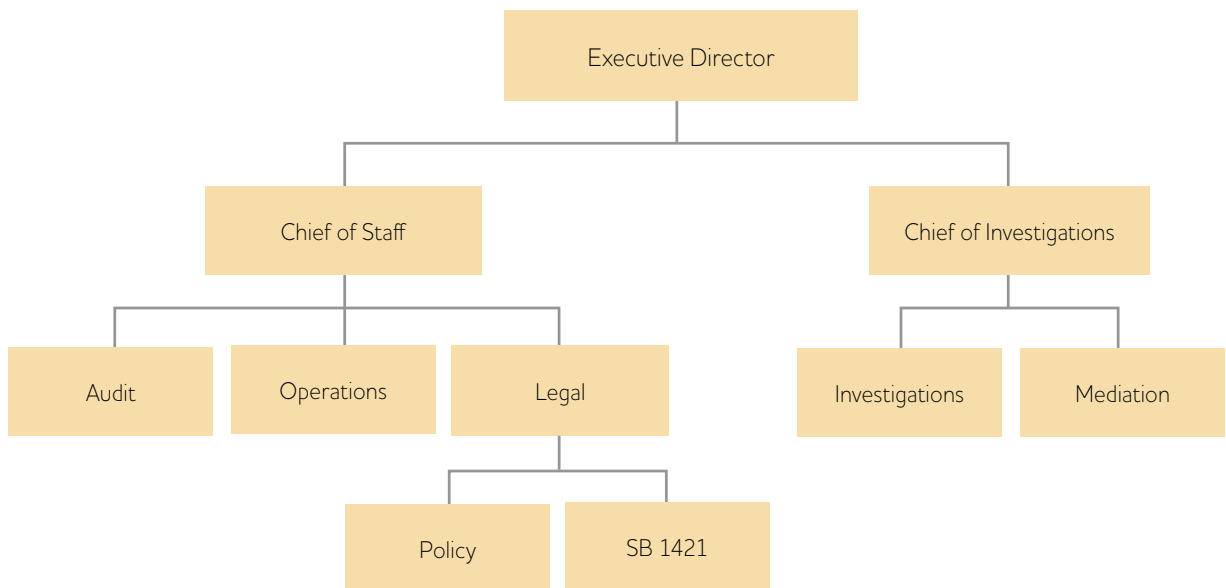 Executive Director
Chief of Staff
Chief of Investigations
Audit
Operations
Legal
Investigations
Mediation
Policy
SB 1421